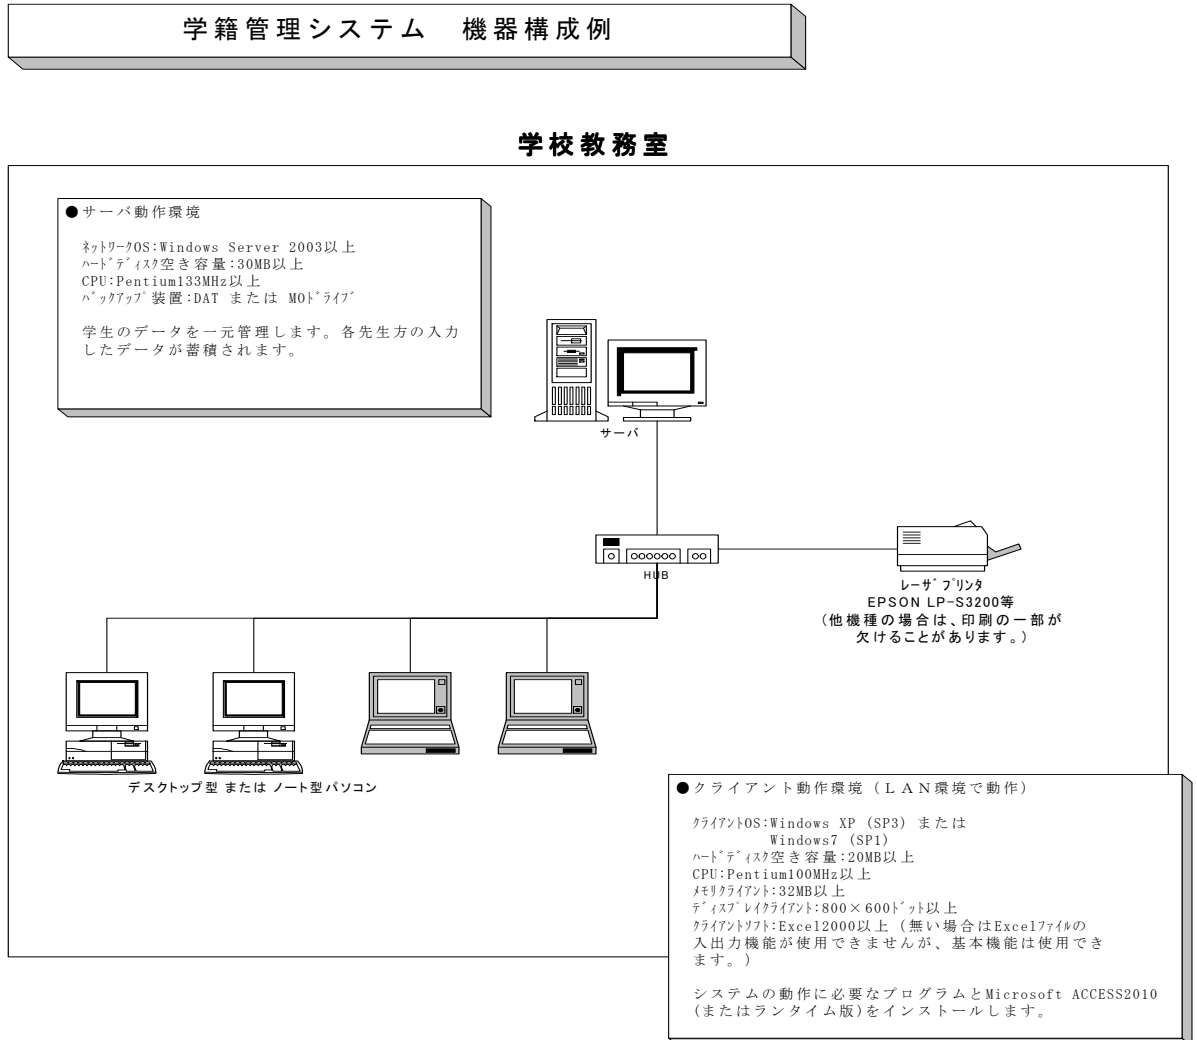 学籍管理システム　機器構成例
学校教務室
●サーバ動作環境
ﾈｯﾄﾜｰｸOS:Windows Server 2003以上
ﾊｰﾄﾞﾃﾞｨｽｸ空き容量:30MB以上
CPU:Pentium133MHz以上
ﾊﾞｯｸｱｯﾌﾟ装置:DAT または MOﾄﾞﾗｲﾌﾞ
学生のデータを一元管理します。各先生方の入力
したデータが蓄積されます。
サーバ
HUB
ﾚｰｻﾞﾌﾟﾘﾝﾀ
EPSON LP-S3200等
(他機種の場合は､印刷の一部が
欠けることがあります｡)
デスクトップ型 または ノート型パソコン
●クライアント動作環境（ＬＡＮ環境で動作）
ｸﾗｲｱﾝﾄOS:Windows XP (SP3) または
Windows7 (SP1)
ﾊｰﾄﾞﾃﾞｨｽｸ空き容量:20MB以上
CPU:Pentium100MHz以上
ﾒﾓﾘｸﾗｲｱﾝﾄ:32MB以上
ﾃﾞｨｽﾌﾟﾚｲｸﾗｲｱﾝﾄ:800×600ﾄﾞｯﾄ以上
ｸﾗｲｱﾝﾄｿﾌﾄ:Excel2000以上（無い場合はExcelﾌｧｲﾙの
入出力機能が使用できませんが、基本機能は使用でき
ます。）
システムの動作に必要なプログラムとMicrosoft ACCESS2010
(またはランタイム版)をインストールします。